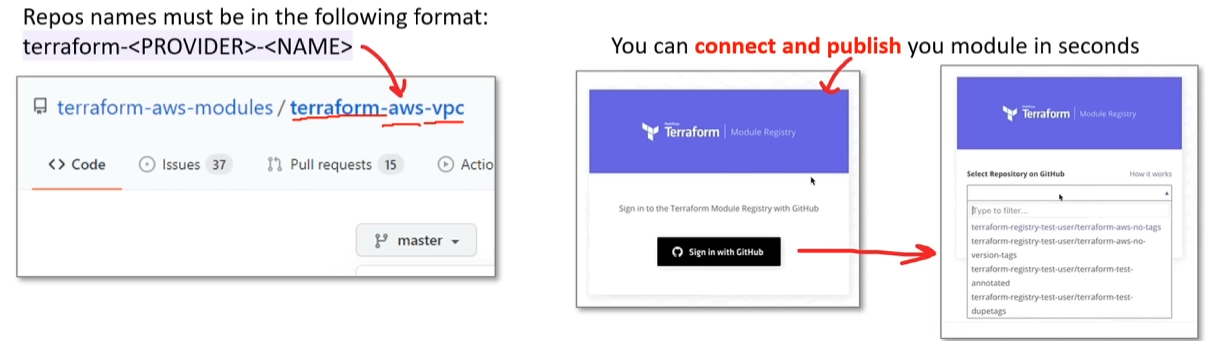 Repos names must be in the following format:
terraform-<PROVIDER>-<NAME>
terraform-aws-modules / terraform-aws-vpc
<> Code Issues 37 Pull requests 15 Actio
master
You can connect and publish you module in seconds
HashiCorp
Terraform | Module Registry
Sign in to the Terraform Module Registry with GitHub
Sign in with GitHub
Terraform | Module Registry
Select Repository on GitHub How it works
Type to filter...
terraform-registry-test-user/terraform-aws-no-tags
terraform-registry-test-user/terraform-aws-no-
version-tags
terraform-registry-test-user/terraform-test-
annotated
terraform-registry-test-user/terraform-test-
dupetags